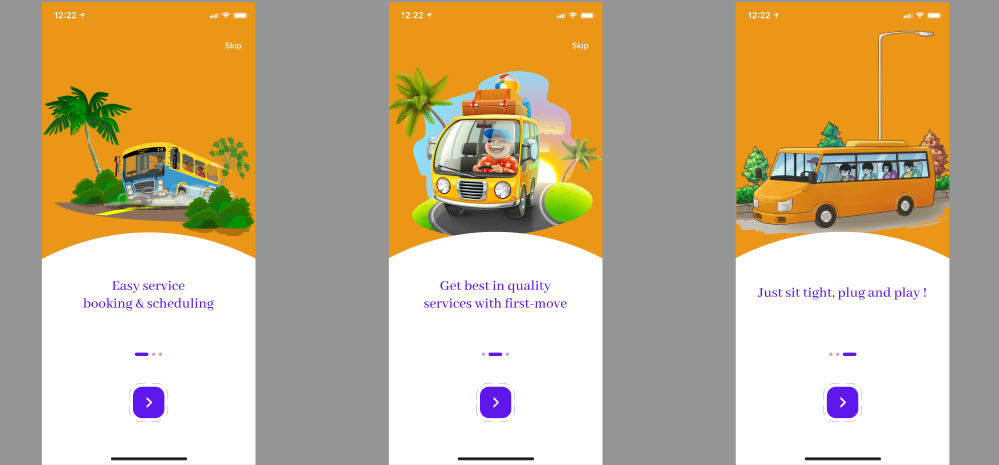 12:22
Skip
14
Easy service
booking & scheduling
12:22
Skip
Get best in quality
services with first-move
12:22
Just sit tight, plug and play !